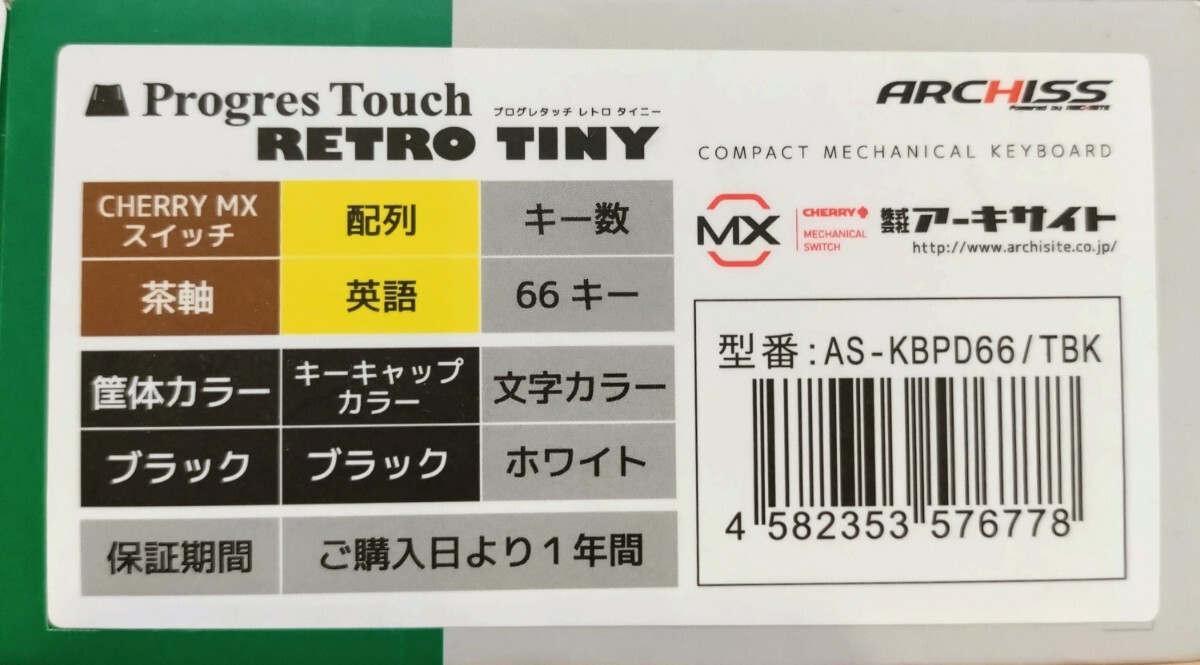 Progres Touch
プログレタッチ レトロ タイニー
RETRO TINY
CHERRY MX
スイッチ
配列
キー数
茶軸
英語
66 キー
筐体カラー
キーキャップ
カラー
文字カラー
ブラック
ブラック
ホワイト
保証期間
ご購入日より1年間
ARCHISS
Powered by ARCHISITE
COMPACT MECHANICAL KEYBOARD
MX
CHERRY
MECHANICAL
SWITCH
株式会社 アーキサイト
http://www.archisite.co.jp/
型番:AS-KBPD66/TBK
4 582353 576778